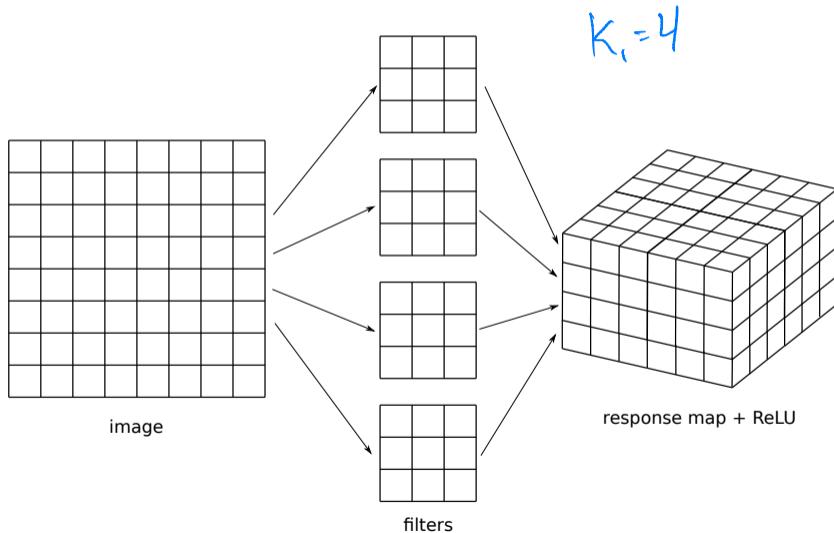 K₁=4
image
response map + ReLU
filters